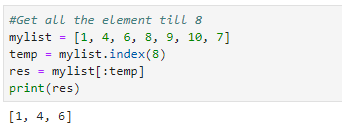 #Get all the element till 8
mylist = [1, 4, 6, 8, 9, 10, 7]
temp = mylist.index(8)
res = mylist[:temp]
print(res)
[1, 4, 6]